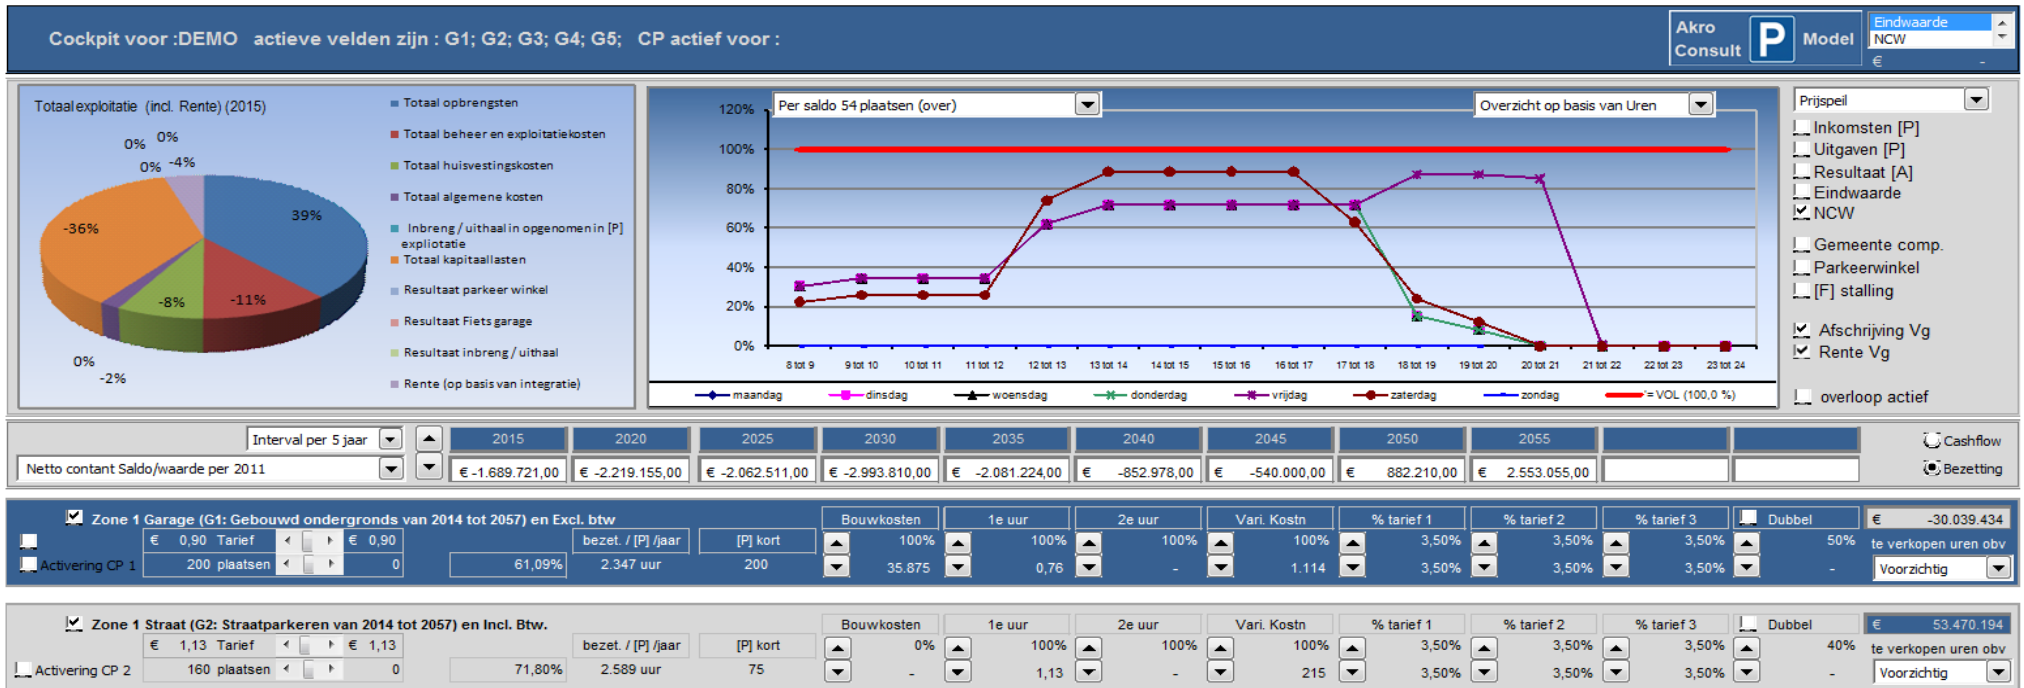 Cockpit voor :DEMO actieve velden zijn : G1; G2; G3; G4; G5; CP actief voor :
Akro Consult P Model
Eindwaarde
NCW
€ -
Totaal exploitatie (incl. Rente) (2015)
0%
0%
0%
-4%
39%
-36%
-11%
-8%
0%
-2%
Totaal opbrengsten
Totaal beheer en exploitatiekosten
Totaal huisvestingskosten
Totaal algemene kosten
Inbreng / uithaal in opgenomen in [P]
expliotatie
Totaal kapitaallasten
Resultaat parkeer winkel
Resultaat Fiets garage
Resultaat inbreng / uithaal
Rente (op basis van integratie)
Per saldo 54 plaatsen (over)
Overzicht op basis van Uren
120%
100%
80%
60%
40%
20%
0%
8 tot 9 9 tot 10 10 tot 11 11 tot 12 12 tot 13 13 tot 14 14 tot 15 15 tot 16 16 tot 17 17 tot 18 18 tot 19 19 tot 20 20 tot 21 21 tot 22 22 tot 23 23 tot 24
maandag dinsdag woensdag donderdag vrijdag zaterdag zondag '= VOL (100,0 %)
Prijspeil
Inkomsten [P]
Uitgaven [P]
Resultaat [A]
Eindwaarde
NCW
Gemeente comp.
Parkeerwinkel
[F] stalling
Afschrijving Vg
Rente Vg
overloop actief
Interval per 5 jaar 2015 2020 2025 2030 2035 2040 2045 2050 2055 Cashflow
Netto contant Saldo/waarde per 2011 € -1.689.721,00 € -2.219.155,00 € -2.062.511,00 € -2.993.810,00 € -2.081.224,00 € -852.978,00 € -540.000,00 € 882.210,00 € 2.553.055,00 Bezetting
Zone 1 Garage (G1: Gebouwd ondergronds van 2014 tot 2057) en Excl. btw Bouwkosten 1e uur 2e uur Vari. Kostn % tarief 1 % tarief 2 % tarief 3 Dubbel € -30.039.434
€ 0,90 Tarief € 0,90 bezet. / [P] /jaar [P] kort 100% 100% 100% 100% 3,50% 3,50% 3,50% 50% te verkopen uren obv
Activering CP 1 200 plaatsen 0 61,09% 2.347 uur 200 35.875 0,76 - 1.114 3,50% 3,50% 3,50% - Voorzichtig
Zone 1 Straat (G2: Straatparkeren van 2014 tot 2057) en Incl. Btw. Bouwkosten 1e uur 2e uur Vari. Kostn % tarief 1 % tarief 2 % tarief 3 Dubbel € 53.470.194
€ 1,13 Tarief € 1,13 bezet. / [P] /jaar [P] kort 0% 100% 100% 100% 3,50% 3,50% 3,50% 40% te verkopen uren obv
Activering CP 2 160 plaatsen 0 71,80% 2.589 uur 75 - 1,13 - 215 3,50% 3,50% 3,50% - Voorzichtig